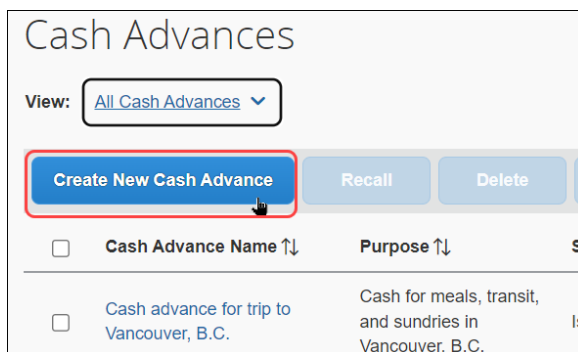 Cash Advances
View: All Cash Advances
Create New Cash Advance Recall Delete
Cash Advance Name Purpose
Cash advance for trip to
Vancouver, B.C.
Cash for meals, transit,
and sundries in
Vancouver, B.C.